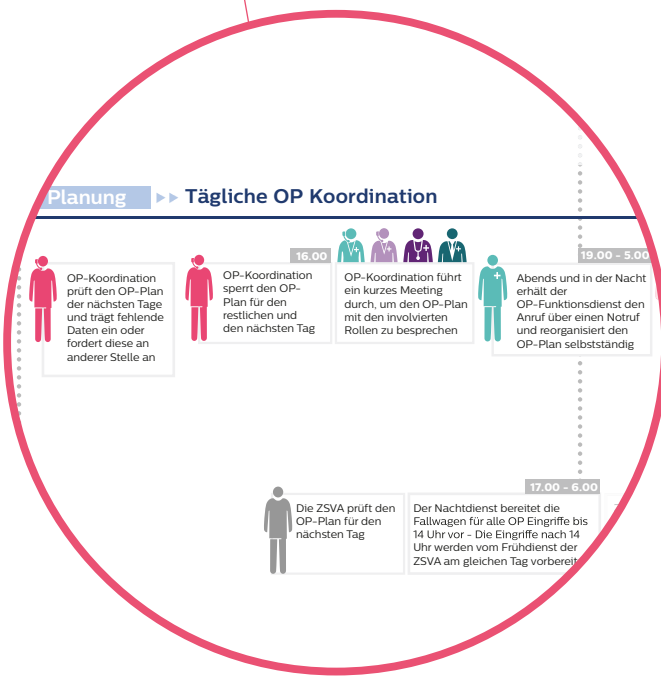 Planung
Tägliche OP Koordination
OP-Koordination
prüft den OP-Plan
der nächsten Tage
und trägt fehlende
Daten ein oder
fordert diese an
anderer Stelle an
16.00
OP-Koordination
sperrt den OP-
Plan für den
restlichen und
den nächsten Tag
OP-Koordination führt
ein kurzes Meeting
durch, um den OP-Plan
mit den involvierten
Rollen zu besprechen
19.00 - 5.00
Abends und in der Nacht
erhält der
OP-Funktionsdienst den
Anruf über einen Notruf
und reorganisiert den
OP-Plan selbstständig
Die ZSVA prüft den
OP-Plan für den
nächsten Tag
17.00 - 6.00
Der Nachtdienst bereitet die
Fallwagen für alle OP Eingriffe bis
14 Uhr vor - Die Eingriffe nach 14
Uhr werden vom Frühdienst der
ZSVA am gleichen Tag vorbereit